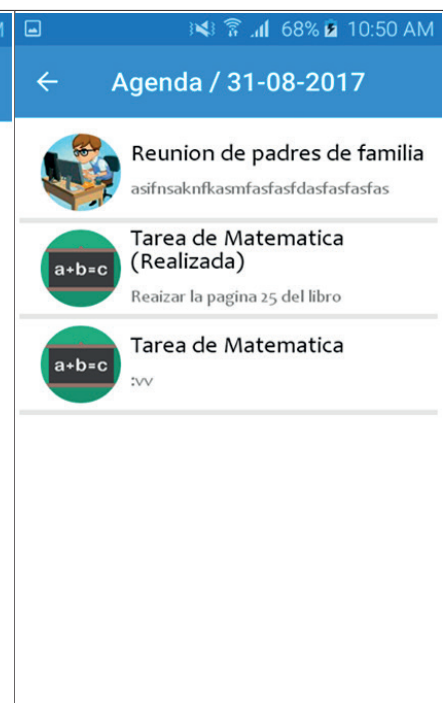 68% 10:50 AM
Agenda / 31-08-2017
Reunion de padres de familia
asifnsaknfkasmfasfasfdasfasfasfas
Tarea de Matematica
(Realizada)
a+b=c
Reaizar la pagina 25 del libro
Tarea de Matematica
a+b=c
:vv